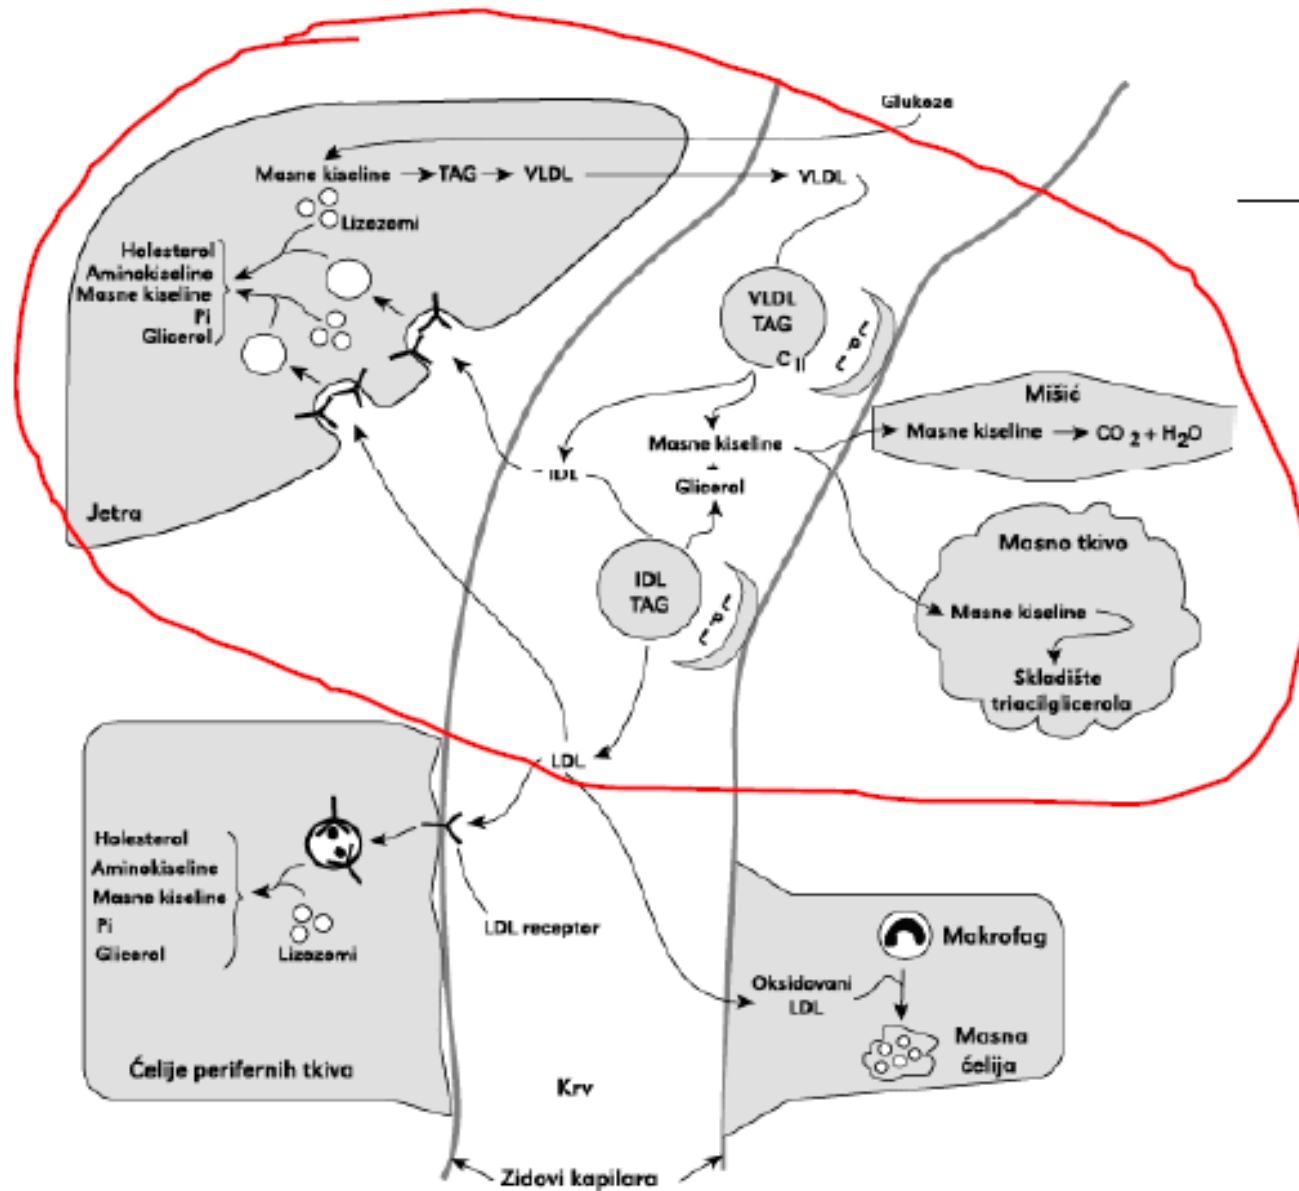 Glukoza
Masne kiseline → TAG → VLDL
VLDL
Lizozomi
Holesterol
Aminokiseline
Masne kiseline
Pi
Glicerol
VLDL
TAG
C II
LPL
Mišić
Masne kiseline → CO2 + H2O
Masne kiseline
Glicerol
IDL
Jetra
IDL
TAG
LPL
Masno tkivo
Masne kiseline
Skladište
triacilglicerola
LDL
Holesterol
Aminokiseline
Masne kiseline
Pi
Glicerol
Lizozomi
LDL receptor
Makrofag
Oksidovani
LDL
Masna
ćelija
Ćelije perifernih tkiva
Krv
Zidovi kapilara